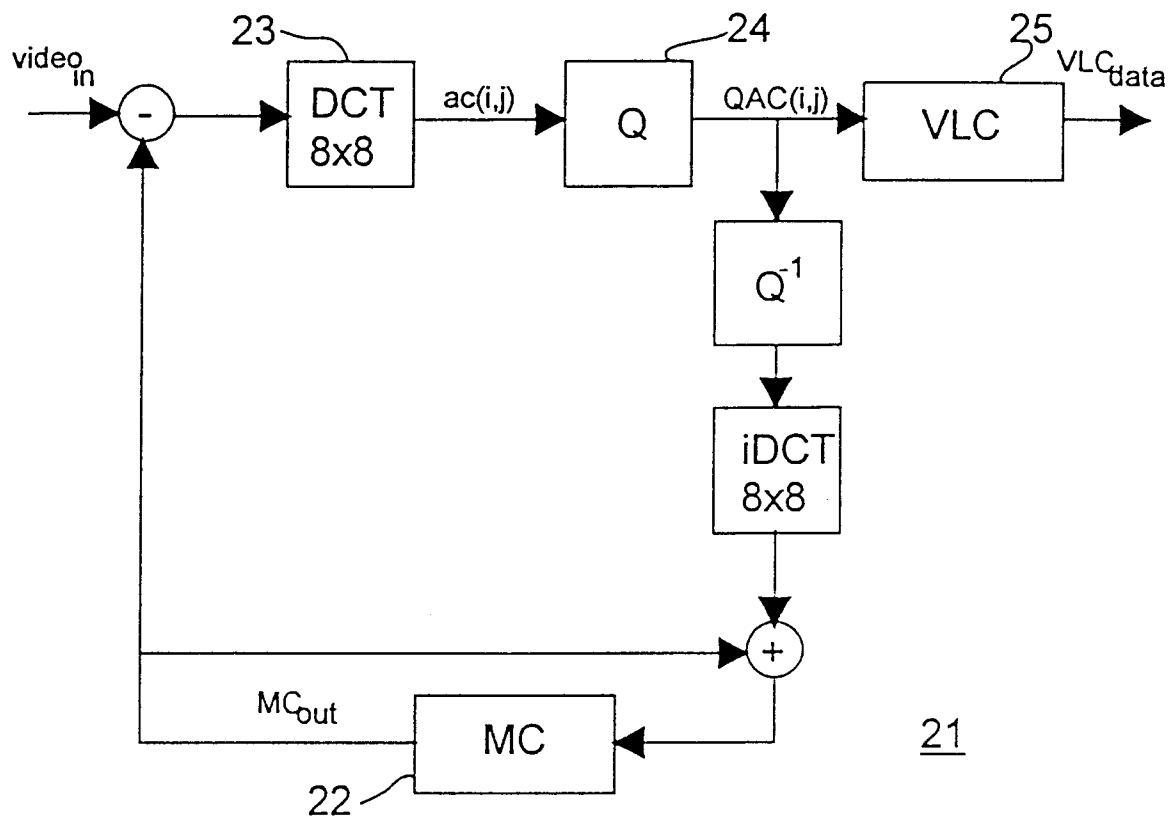 23
24
25
video_in
DCT
8x8
ac(i,j)
Q
QAC(i,j)
VLC
VLC_data
-
Q⁻¹
iDCT
8x8
+
MC_out
MC
22
21